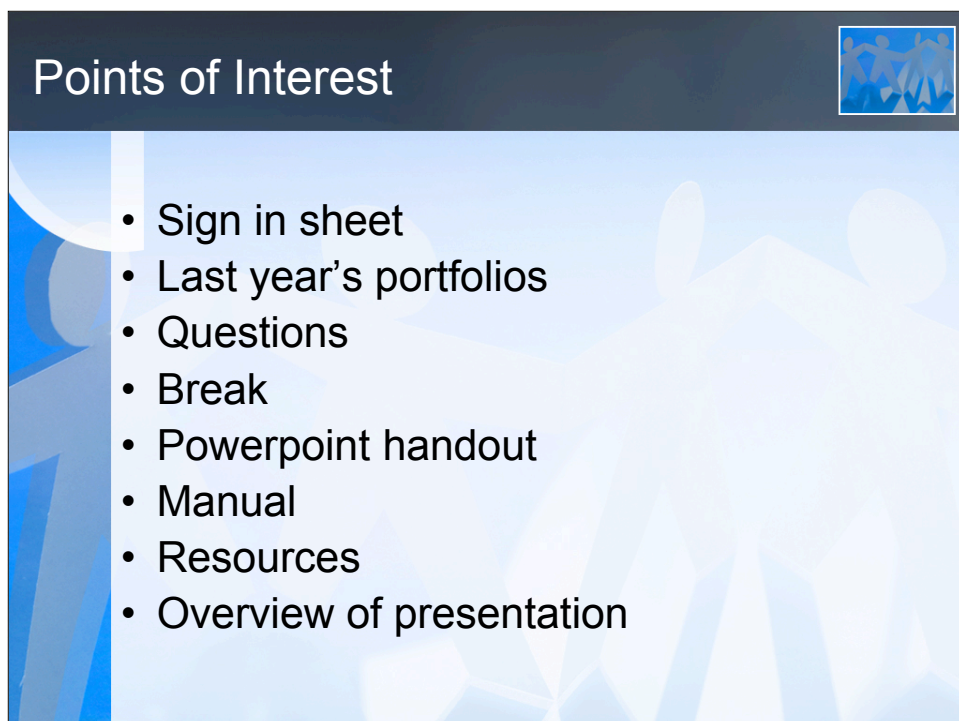 Points of Interest
• Sign in sheet
• Last year’s portfolios
• Questions
• Break
• Powerpoint handout
• Manual
• Resources
• Overview of presentation